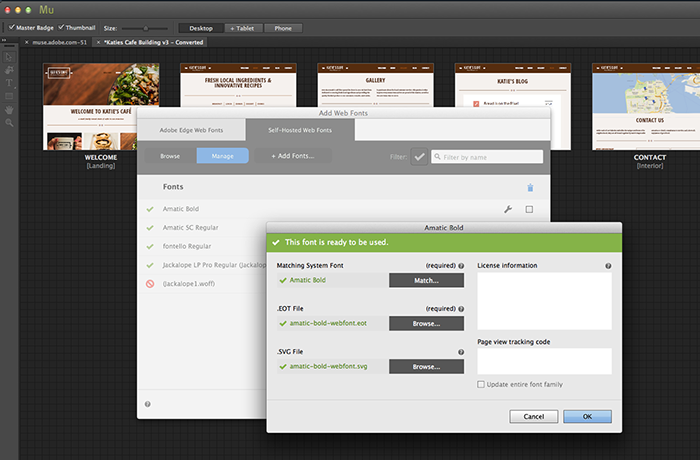 Mu
Master Badge
Thumbnail
Size:
Desktop
+ Tablet
Phone
muse.adobe.com-51
*Katies Cafe Building v3 - Converted
WELCOME TO KATIE'S CAFÉ
FRESH LOCAL INGREDIENTS &
INNOVATIVE RECIPES
GALLERY
KATIE'S BLOG
CONTACT US
WELCOME
[Landing]
CONTACT
[Interior]
Add Web Fonts
Adobe Edge Web Fonts
Self-Hosted Web Fonts
Browse
Manage
+ Add Fonts...
Filter:
Filter by name
Fonts
Amatic Bold
Amatic SC Regular
fontello Regular
Jackalope LP Pro Regular (Jackalo
(jackalope1.woff)
Amatic Bold
This font is ready to be used.
Matching System Font
(required)
Amatic Bold
Match...
.EOT File
(required)
amatic-bold-webfont.eot
Browse...
.SVG File
amatic-bold-webfont.svg
Browse...
License information
Page view tracking code
Update entire font family
Cancel
OK